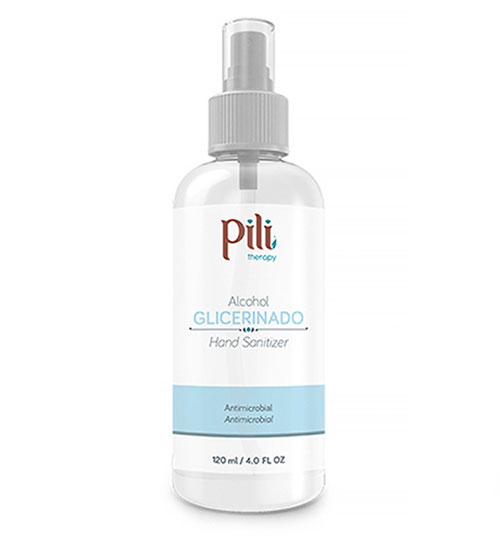 Pili
therapy
Alcohol
GLICERINADO
Hand Sanitizer
Antimicrobial
Antimicrobial
120 ml / 4.0 FL OZ